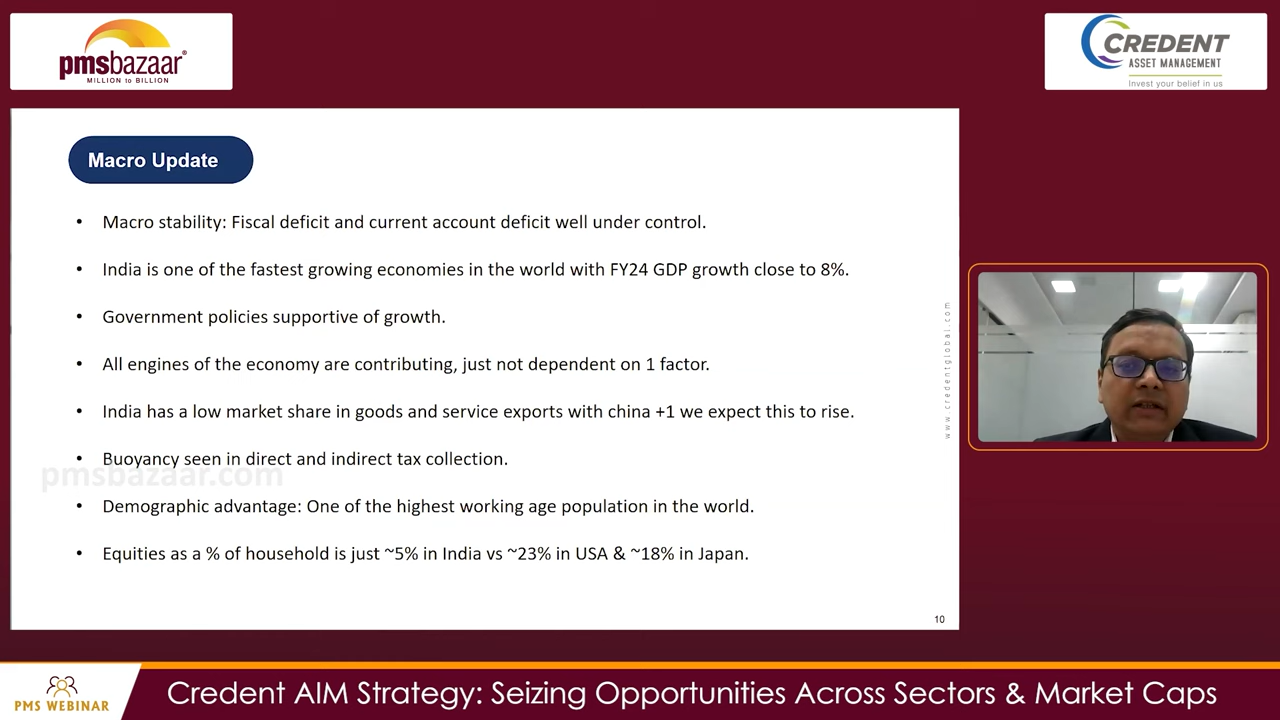 pmsbazaar®
MILLION to BILLION
CREDENT
ASSET MANAGEMENT
Invest your belief in us
Macro Update
• Macro stability: Fiscal deficit and current account deficit well under control.
• India is one of the fastest growing economies in the world with FY24 GDP growth close to 8%.
• Government policies supportive of growth.
• All engines of the economy are contributing, just not dependent on 1 factor.
• India has a low market share in goods and service exports with china +1 we expect this to rise.
• Buoyancy seen in direct and indirect tax collection.
pmsbazaar.com
• Demographic advantage: One of the highest working age population in the world.
• Equities as a % of household is just ~5% in India vs ~23% in USA & ~18% in Japan.
www.credentglobal.com
10
PMS WEBINAR
Credent AIM Strategy: Seizing Opportunities Across Sectors & Market Caps